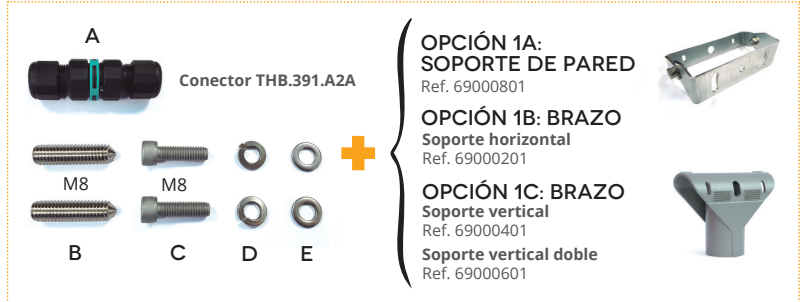 A
Conector THB.391.A2A
M8
M8
B
C
D
E
OPCIÓN 1A:
SOPORTE DE PARED
Ref. 69000801
OPCIÓN 1B: BRAZO
Soporte horizontal
Ref. 69000201
OPCIÓN 1C: BRAZO
Soporte vertical
Ref. 69000401
Soporte vertical doble
Ref. 69000601